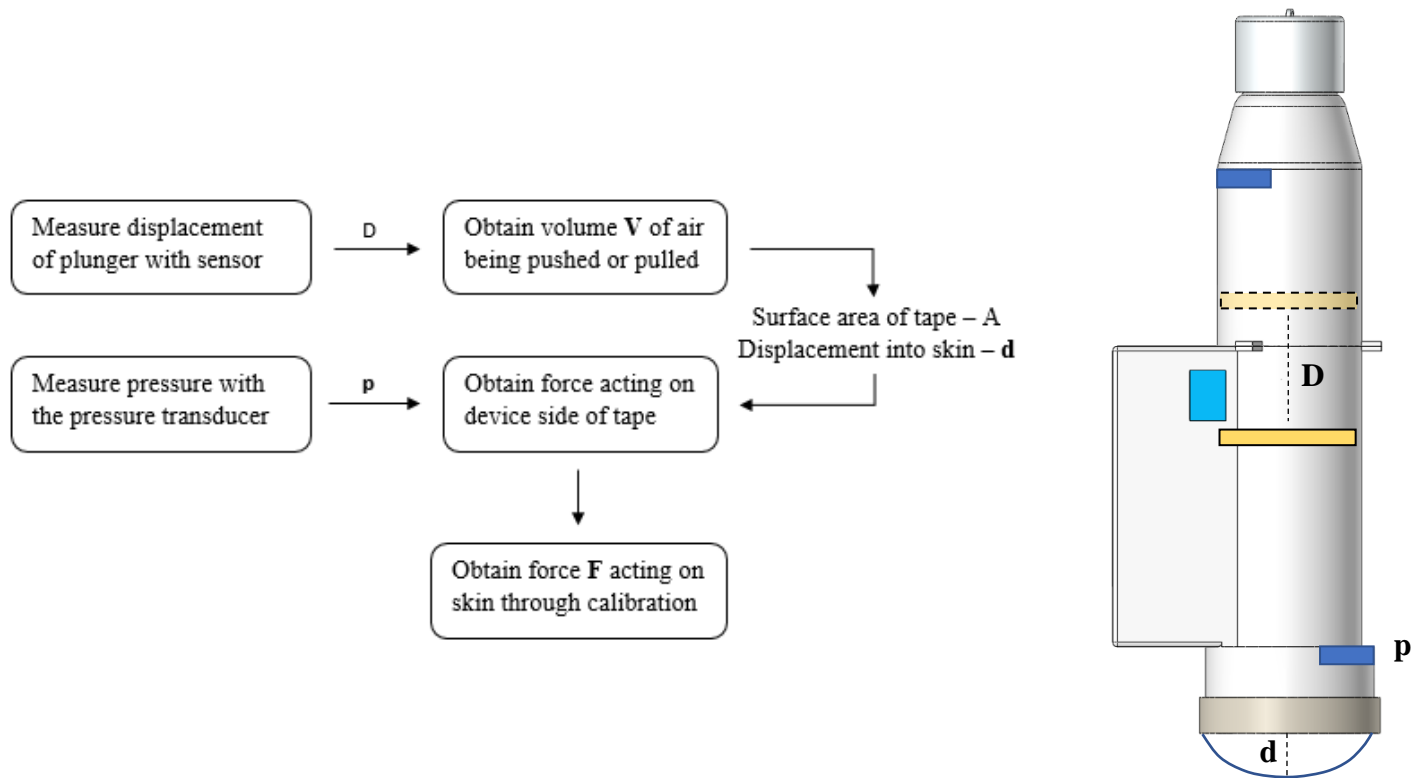 Measure displacement
of plunger with sensor
D
Obtain volume V of air
being pushed or pulled
Surface area of tape – A
Displacement into skin – d
Measure pressure with
the pressure transducer
p
Obtain force acting on
device side of tape
Obtain force F acting on
skin through calibration
D
p
d